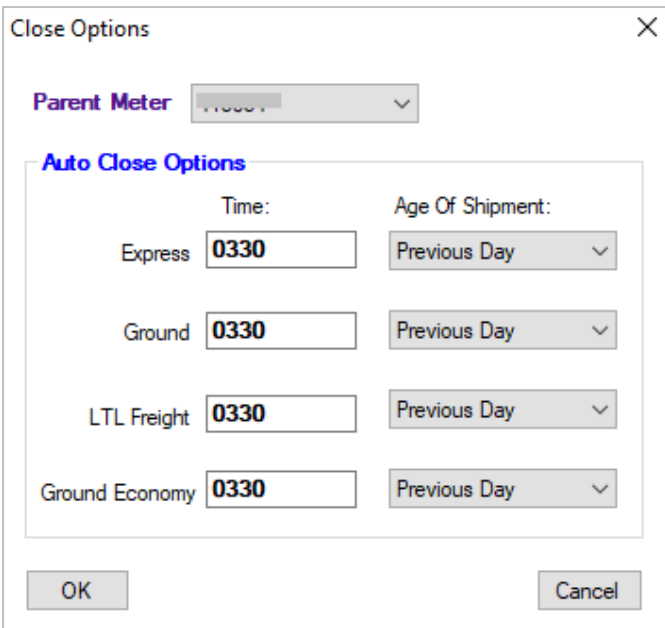 Close Options
Parent Meter
Auto Close Options
Time: Age Of Shipment:
Express 0330 Previous Day
Ground 0330 Previous Day
LTL Freight 0330 Previous Day
Ground Economy 0330 Previous Day
OK Cancel